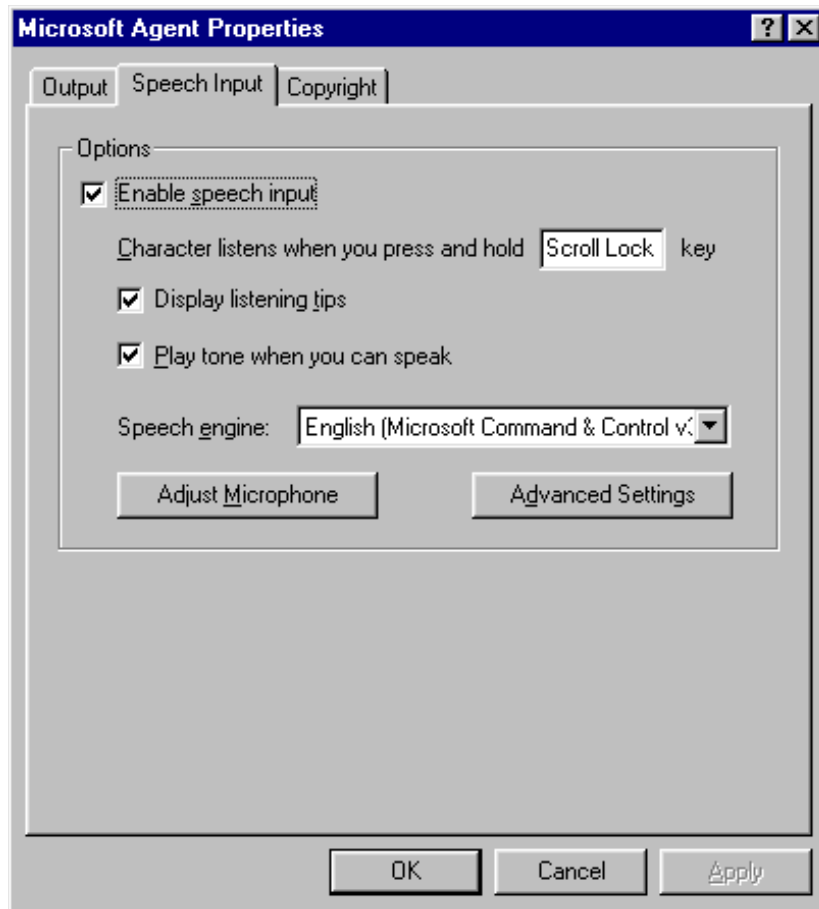 Microsoft Agent Properties
Output Speech Input Copyright
Options
Enable speech input
Character listens when you press and hold Scroll Lock key
Display listening tips
Play tone when you can speak
Speech engine: English (Microsoft Command & Control
Adjust Microphone Advanced Settings
OK Cancel Apply